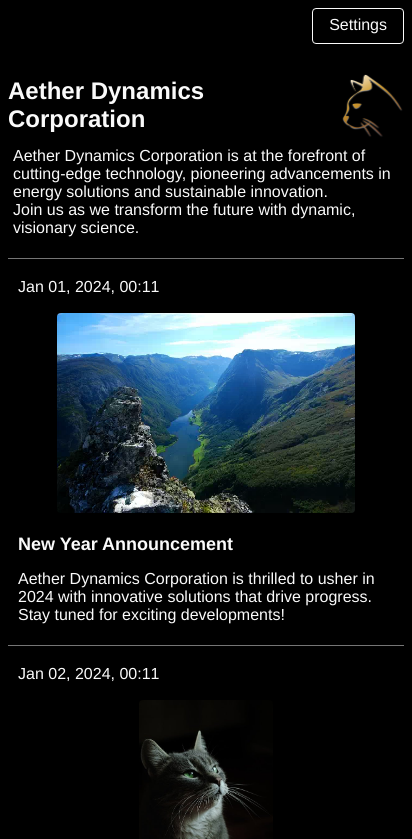 Settings
Aether Dynamics
Corporation
Aether Dynamics Corporation is at the forefront of
cutting-edge technology, pioneering advancements in
energy solutions and sustainable innovation.
Join us as we transform the future with dynamic,
visionary science.
Jan 01, 2024, 00:11
New Year Announcement
Aether Dynamics Corporation is thrilled to usher in
2024 with innovative solutions that drive progress.
Stay tuned for exciting developments!
Jan 02, 2024, 00:11